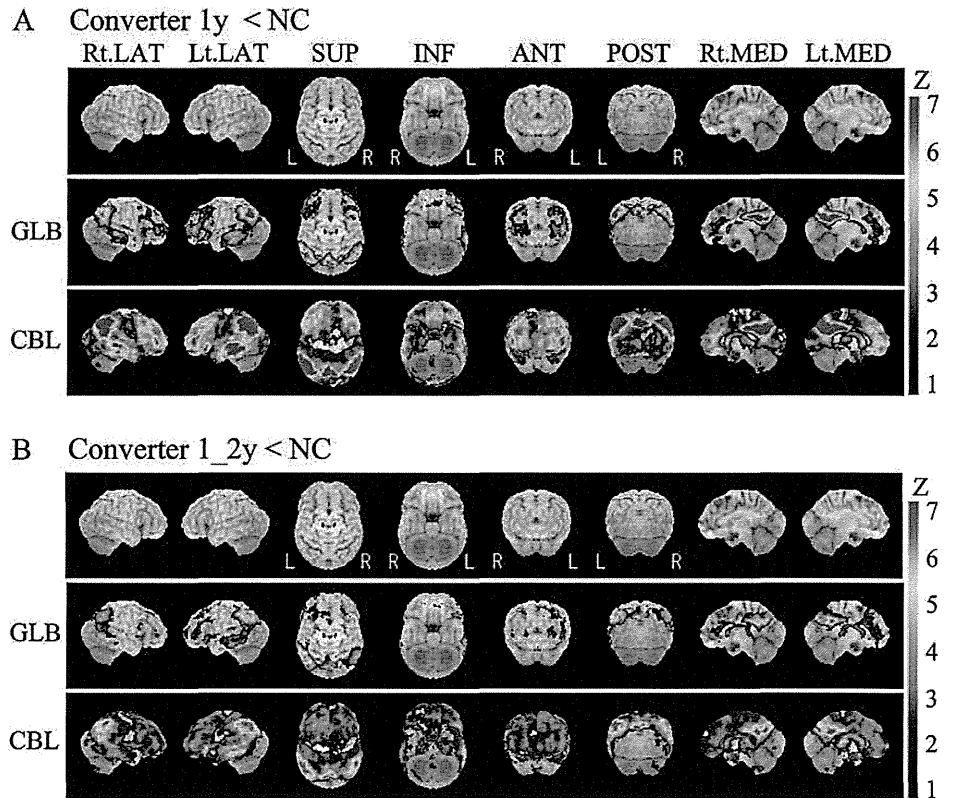 A Converter 1y < NC
Rt.LAT Lt.LAT SUP INF ANT POST Rt.MED Lt.MED
Z
7
6
L R R L R L L R
5
GLB
4
3
CBL
2
1
B Converter 1_2y < NC
Z
7
6
L R R L R L L R
5
GLB
4
3
CBL
2
1